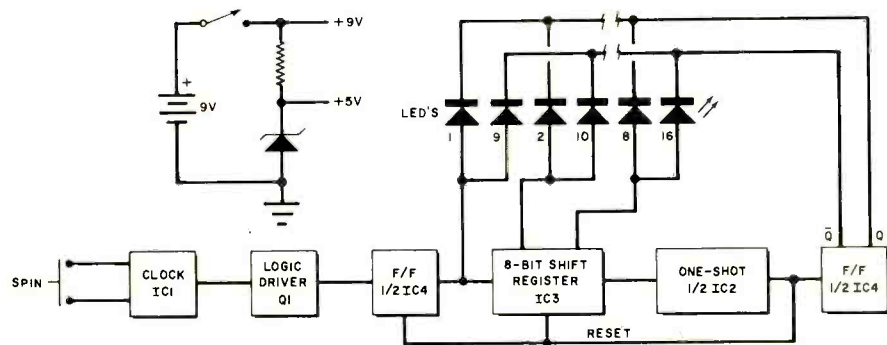 +9V
+
9V
+5V
LED'S
1
9
2
10
8
16
Q̅
Q
SPIN
CLOCK
IC1
LOGIC
DRIVER
Q1
F/F
1/2 IC4
8-BIT SHIFT
REGISTER
IC3
ONE-SHOT
1/2 IC2
F/F
1/2 IC4
RESET